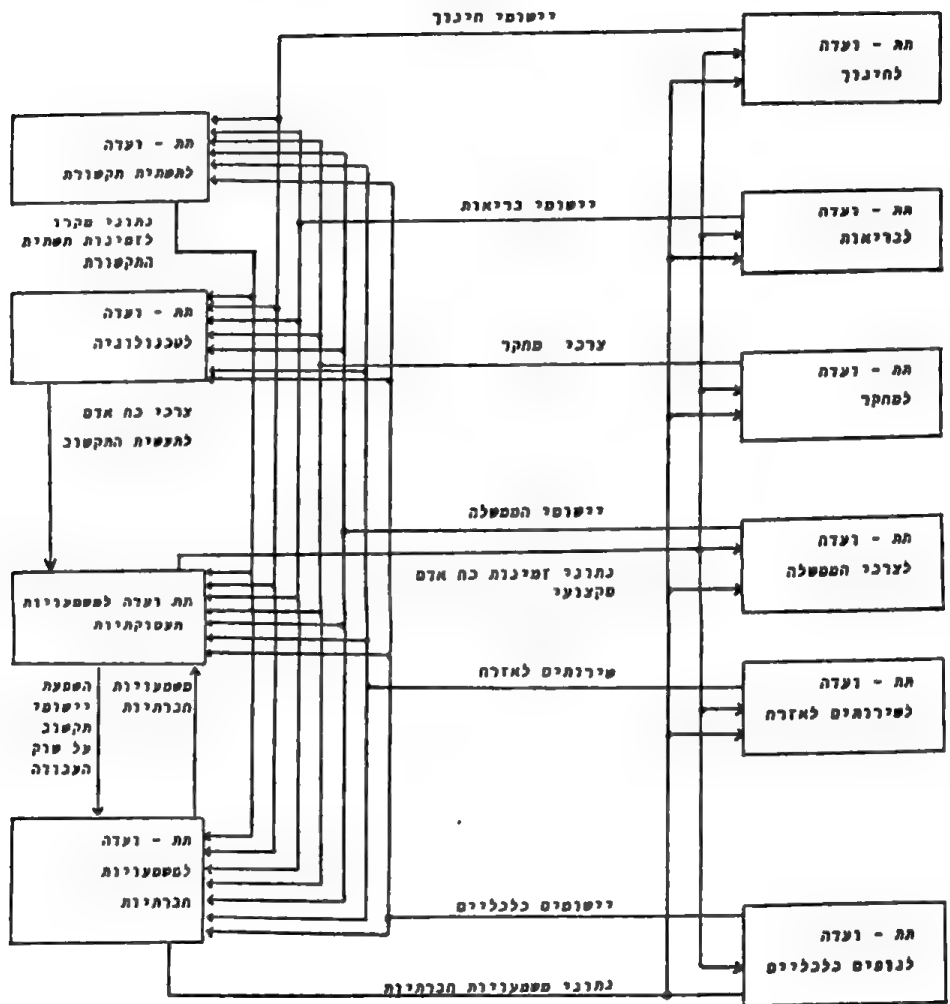 יישומי חינוך
תת - ועדה
לחינוך
תת - ועדה
לתשתית תקשורת
יישומי בריאות
תת - ועדה
לבריאות
נתוני מקרו
לזמינות תשתית
התקשורת
תת - ועדה
לטכנולוגיה
צרכי מחקר
תת - ועדה
למחקר
צרכי כח אדם
לתעשית התקשוב
יישומי הממשלה
תת - ועדה
לצרכי הממשלה
נתוני זמינות כח אדם
מקצועי
תת ועדה למשמעויות
תעסוקתיות
שירותים לאזרח
תת - ועדה
לשירותים לאזרח
משמעויות
חברתיות
השפעת
יישומי
תקשוב
על שוק
העבודה
תת - ועדה
למשמעויות
חברתיות
יישומים כלכליים
תת - ועדה
לגופים כלכליים
נתוני משמעויות חברתיות